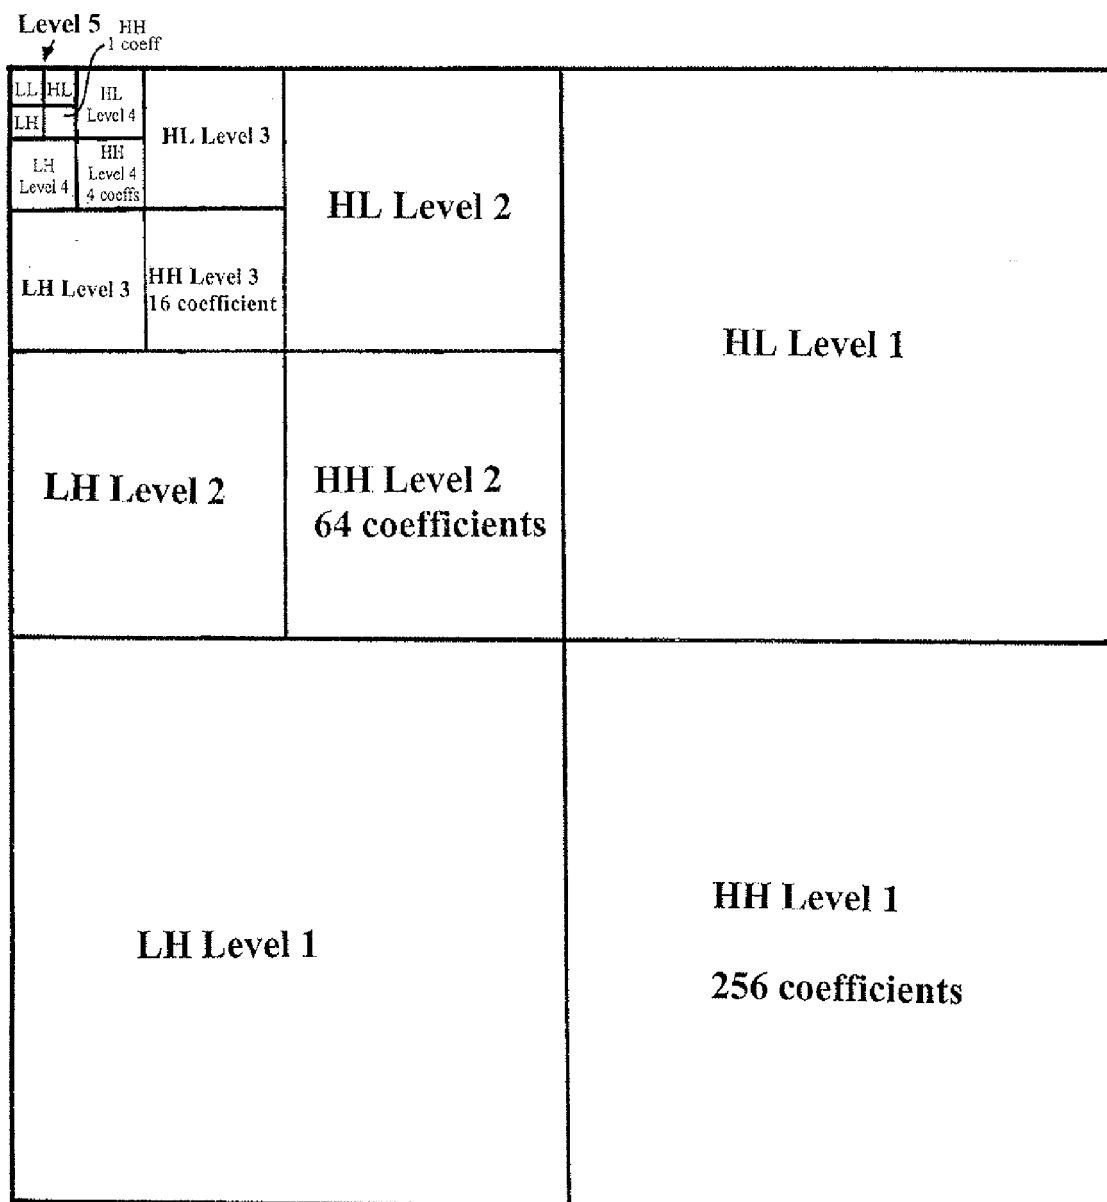 Level 5
HH
1 coeff
LL
HL
LH
HL
Level 4
LH
Level 4
HH
Level 4
4 coeffs
HL Level 3
LH Level 3
HH Level 3
16 coefficient
HL Level 2
LH Level 2
HH Level 2
64 coefficients
HL Level 1
LH Level 1
HH Level 1
256 coefficients